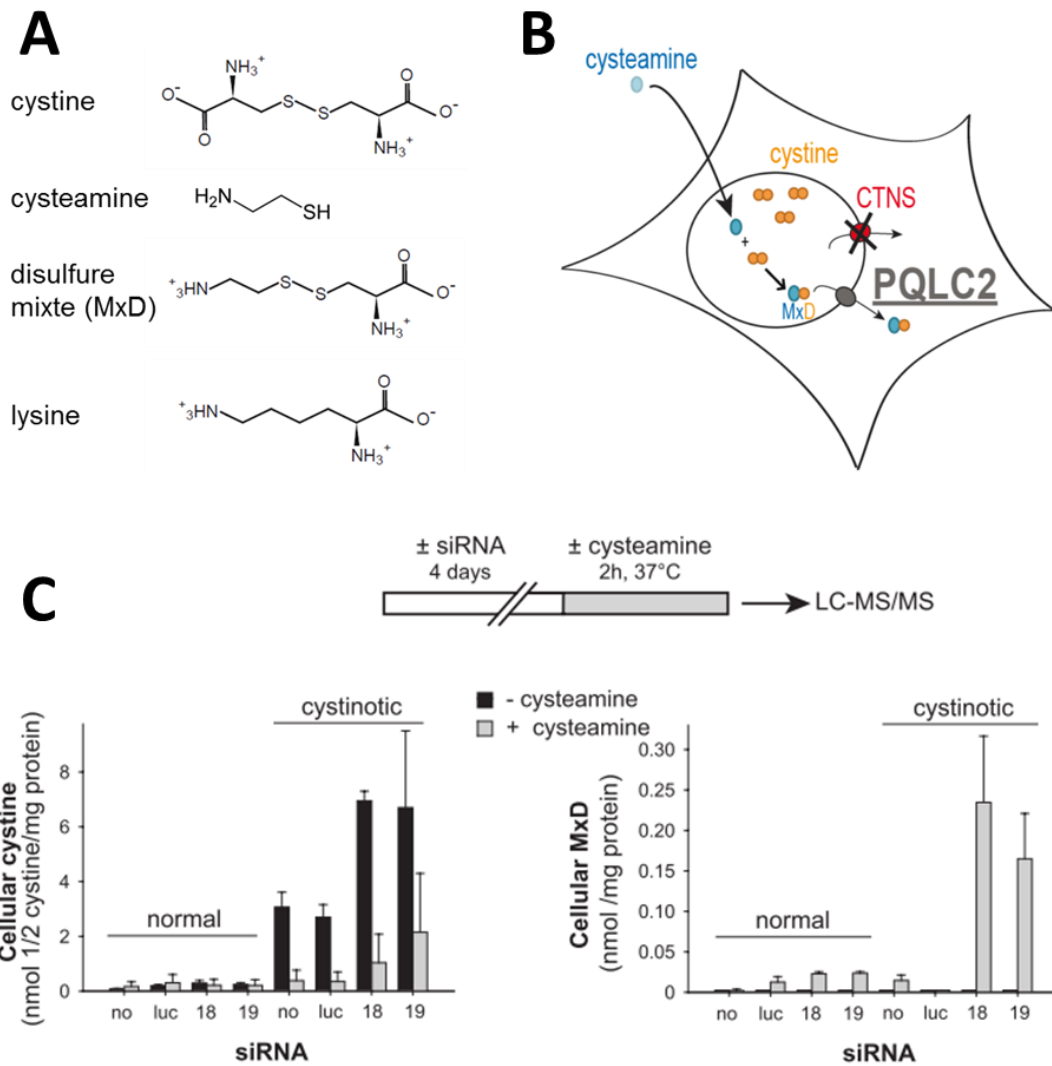 A
cystine
O⁻
O
NH₃⁺
S
S
NH₃⁺
O
O⁻
cysteamine
H₂N
SH
disulfure
mixte (MxD)
⁺₃HN
S
S
NH₃⁺
O
O⁻
lysine
⁺₃HN
NH₃⁺
O
O⁻
B
cysteamine
cystine
CTNS
+
MxD
PQLC2
C
± siRNA
4 days
± cysteamine
2h, 37°C
LC-MS/MS
Cellular cystine
(nmol 1/2 cystine/mg protein)
8
6
4
2
0
normal
cystinotic
no luc 18 19 no luc 18 19
siRNA
- cysteamine
+ cysteamine
Cellular MxD
(nmol /mg protein)
0.30
0.25
0.20
0.15
0.10
0.05
0
normal
cystinotic
no luc 18 19 no luc 18 19
siRNA